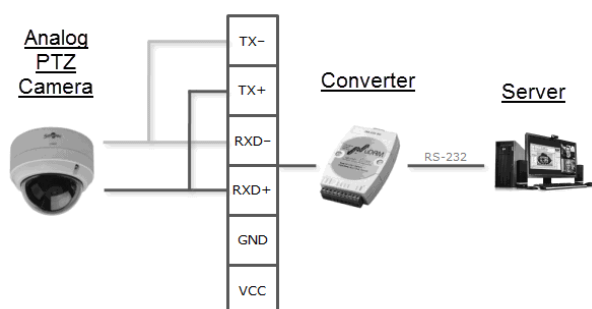 Analog
PTZ
Camera
TX−
TX+
RXD−
RXD+
GND
VCC
Converter
RS-232
Server